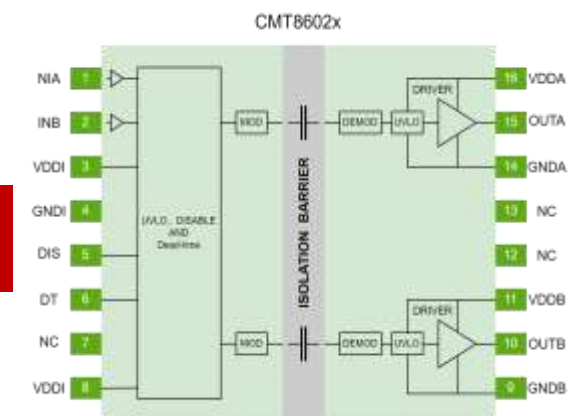 CMT8602x
NIA 1
INB 2
VDDI 3
GNDI 4
DIS 5
DT 6
NC 7
VDDI 8
UVLO, DISABLE
AND
Dead-time
MOD
MOD
ISOLATION BARRIER
DEMOD UVLO DRIVER
DEMOD UVLO DRIVER
16 VDDA
15 OUTA
14 GNDA
13 NC
12 NC
11 VDDB
10 OUTB
9 GNDB